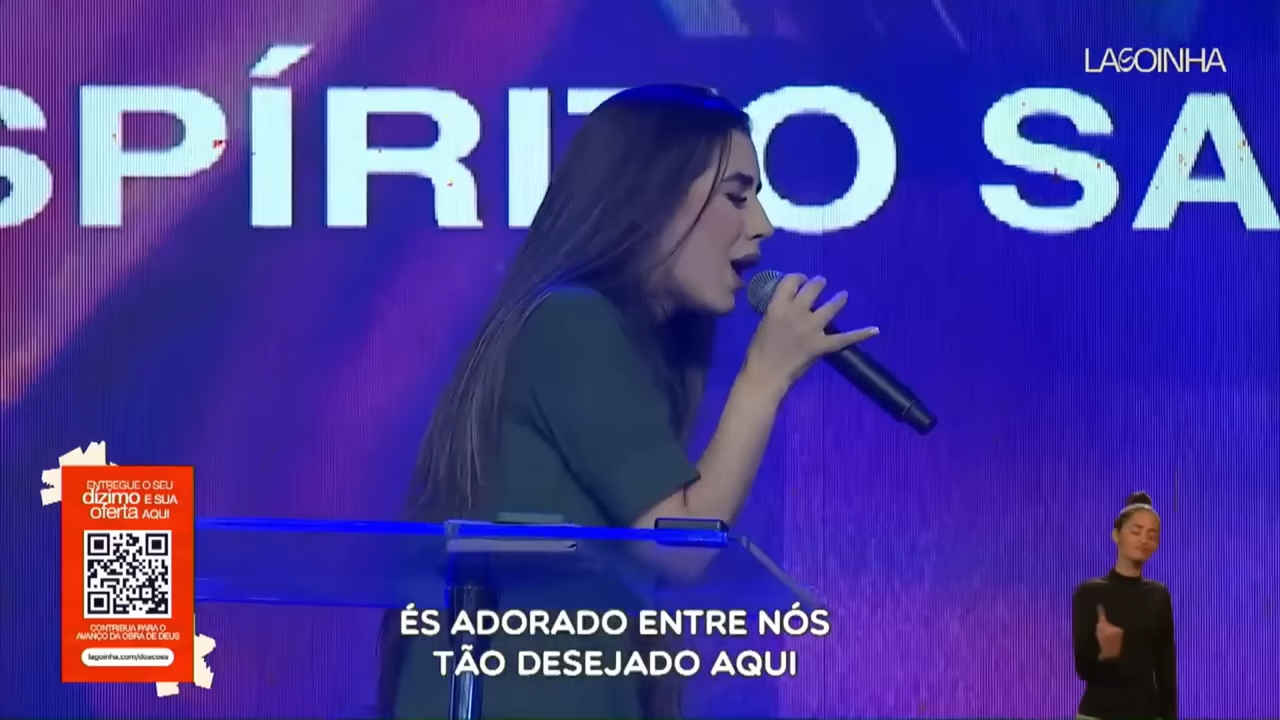 LAGOINHA
SPÍRITO SA
ENTREGUE O SEU
dízimo E SUA
oferta AQUI
CONTRIBUA PARA O
AVANÇO DA OBRA DE DEUS
lagoinha.com/doacoes
ÉS ADORADO ENTRE NÓS
TÃO DESEJADO AQUI